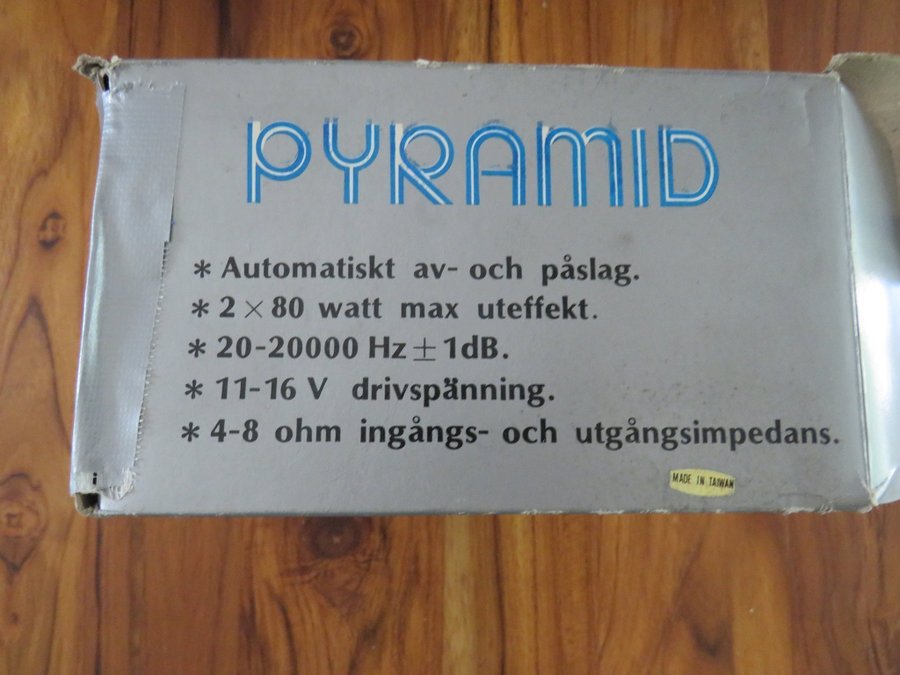 PYRAMID
* Automatiskt av- och påslag.
* 2 × 80 watt max uteffekt.
* 20-20000 Hz ± 1dB.
* 11-16 V drivspänning.
* 4-8 ohm ingångs- och utgångsimpedans.
MADE IN TAIWAN